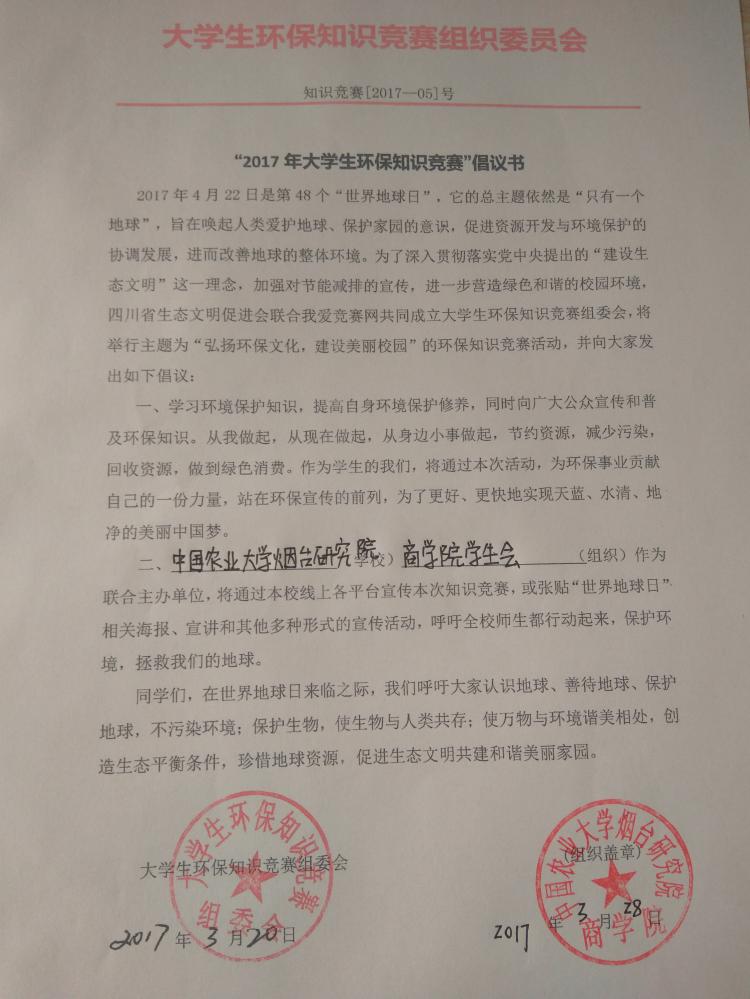 大学生环保知识竞赛组织委员会
知识竞赛[2017—05]号
“2017 年大学生环保知识竞赛”倡议书
2017 年 4 月 22 日是第 48 个“世界地球日”，它的总主题依然是“只有一个
地球”，旨在唤起人类爱护地球、保护家园的意识，促进资源开发与环境保护的
协调发展，进而改善地球的整体环境。为了深入贯彻落实党中央提出的“建设生
态文明”这一理念，加强对节能减排的宣传，进一步营造绿色和谐的校园环境，
四川省生态文明促进会联合我爱竞赛网共同成立大学生环保知识竞赛组委会，将
举行主题为“弘扬环保文化，建设美丽校园”的环保知识竞赛活动，并向大家发
出如下倡议：
一、学习环境保护知识，提高自身环境保护修养，同时向广大公众宣传和普
及环保知识。从我做起，从现在做起，从身边小事做起，节约资源，减少污染，
回收资源，做到绿色消费。作为学生的我们，将通过本次活动，为环保事业贡献
自己的一份力量，站在环保宣传的前列，为了更好、更快地实现天蓝、水清、地
净的美丽中国梦。
二、中国农业大学烟台研究院（学校）商学院学生会（组织）作为
联合主办单位，将通过本校线上各平台宣传本次知识竞赛，或张贴“世界地球日”
相关海报、宣讲和其他多种形式的宣传活动，呼吁全校师生都行动起来，保护环
境，拯救我们的地球。
同学们，在世界地球日来临之际，我们呼吁大家认识地球、善待地球、保护
地球，不污染环境；保护生物，使生物与人类共存；使万物与环境谐美相处，创
造生态平衡条件，珍惜地球资源，促进生态文明共建和谐美丽家园。
大学生环保知识竞赛组委会
大学生环保知识竞赛
组委会
2017 年 3 月 20 日
（组织盖章）
中国农业大学烟台研究院
商学院
2017 年 3 月 28 日